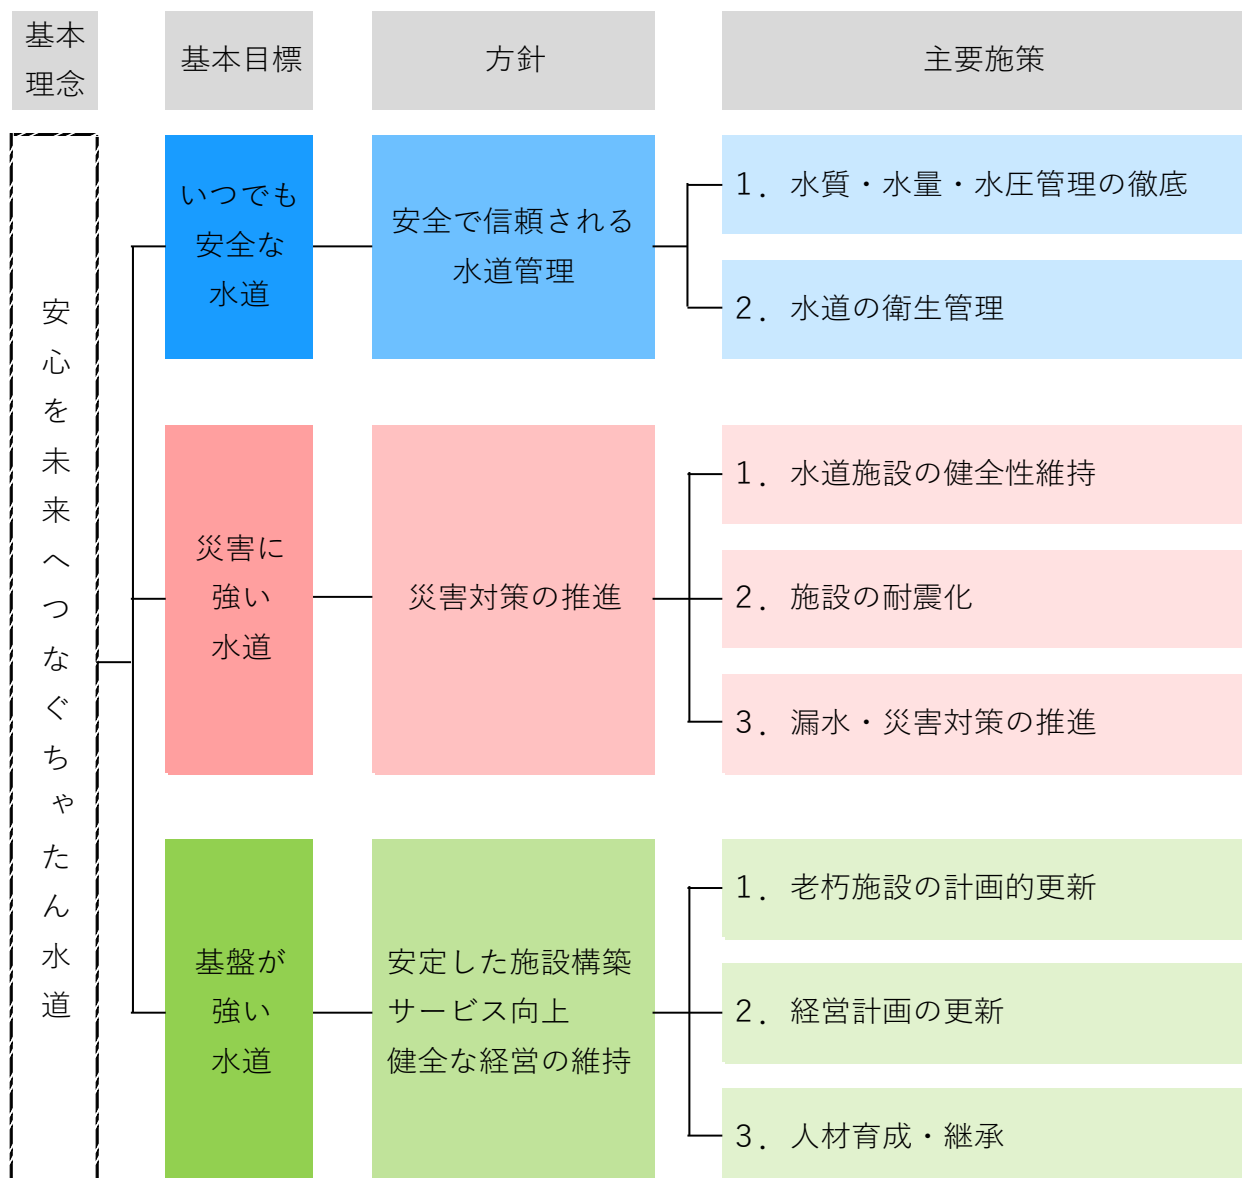 基本
理念
基本目標
方針
主要施策
安心を未来へつなぐちゃたん水道
いつでも
安全な
水道
安全で信頼される
水道管理
1．水質・水量・水圧管理の徹底
2．水道の衛生管理
災害に
強い
水道
災害対策の推進
1．水道施設の健全性維持
2．施設の耐震化
3．漏水・災害対策の推進
基盤が
強い
水道
安定した施設構築
サービス向上
健全な経営の維持
1．老朽施設の計画的更新
2．経営計画の更新
3．人材育成・継承